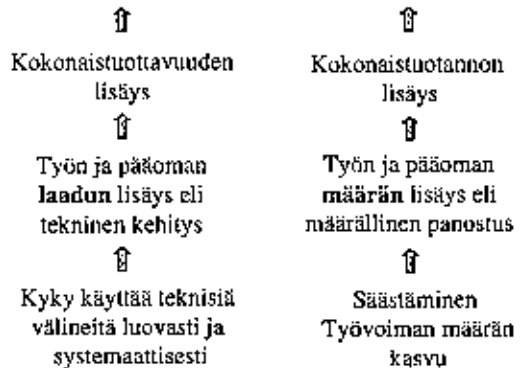 Kokonaistuottavuuden
lisäys
Työn ja pääoman
laadun lisäys eli
tekninen kehitys
Kyky käyttää teknisiä
välineitä luovasti ja
systemaattisesti
Kokonaistuotannon
lisäys
Työn ja pääoman
määrän lisäys eli
määrällinen panostus
Säästäminen
Työvoiman määrän
kasvu